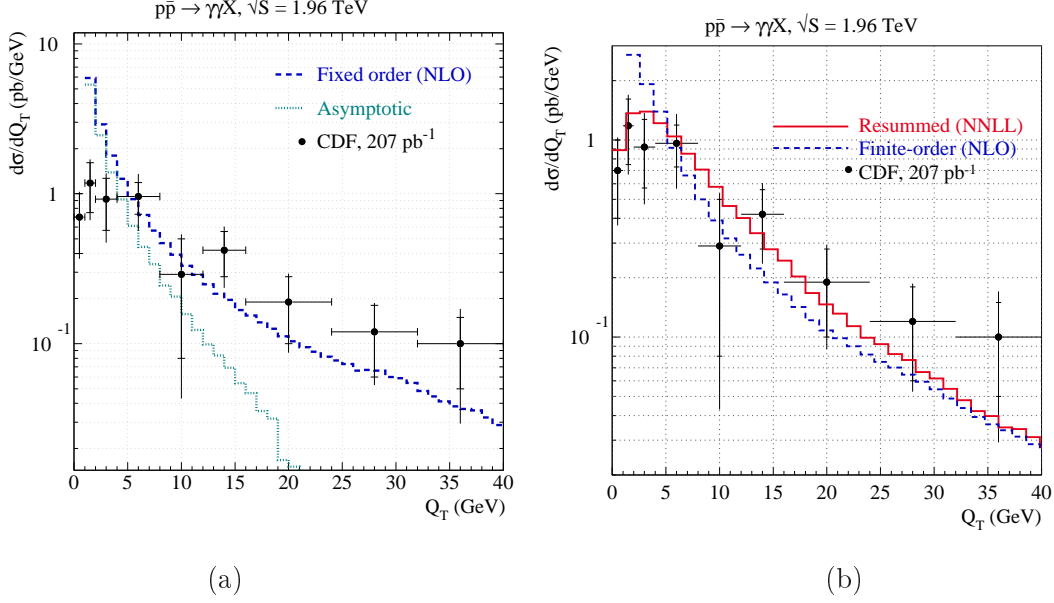 pp̄ → γγX, √S = 1.96 TeV
dσ/dQ_T (pb/GeV)
10
1
10^-1
Fixed order (NLO)
Asymptotic
CDF, 207 pb^-1
0 5 10 15 20 25 30 35 40
Q_T (GeV)
(a)
pp̄ → γγX, √S = 1.96 TeV
dσ/dQ_T (pb/GeV)
1
10^-1
Resummed (NNLL)
Finite-order (NLO)
CDF, 207 pb^-1
0 5 10 15 20 25 30 35 40
Q_T (GeV)
(b)